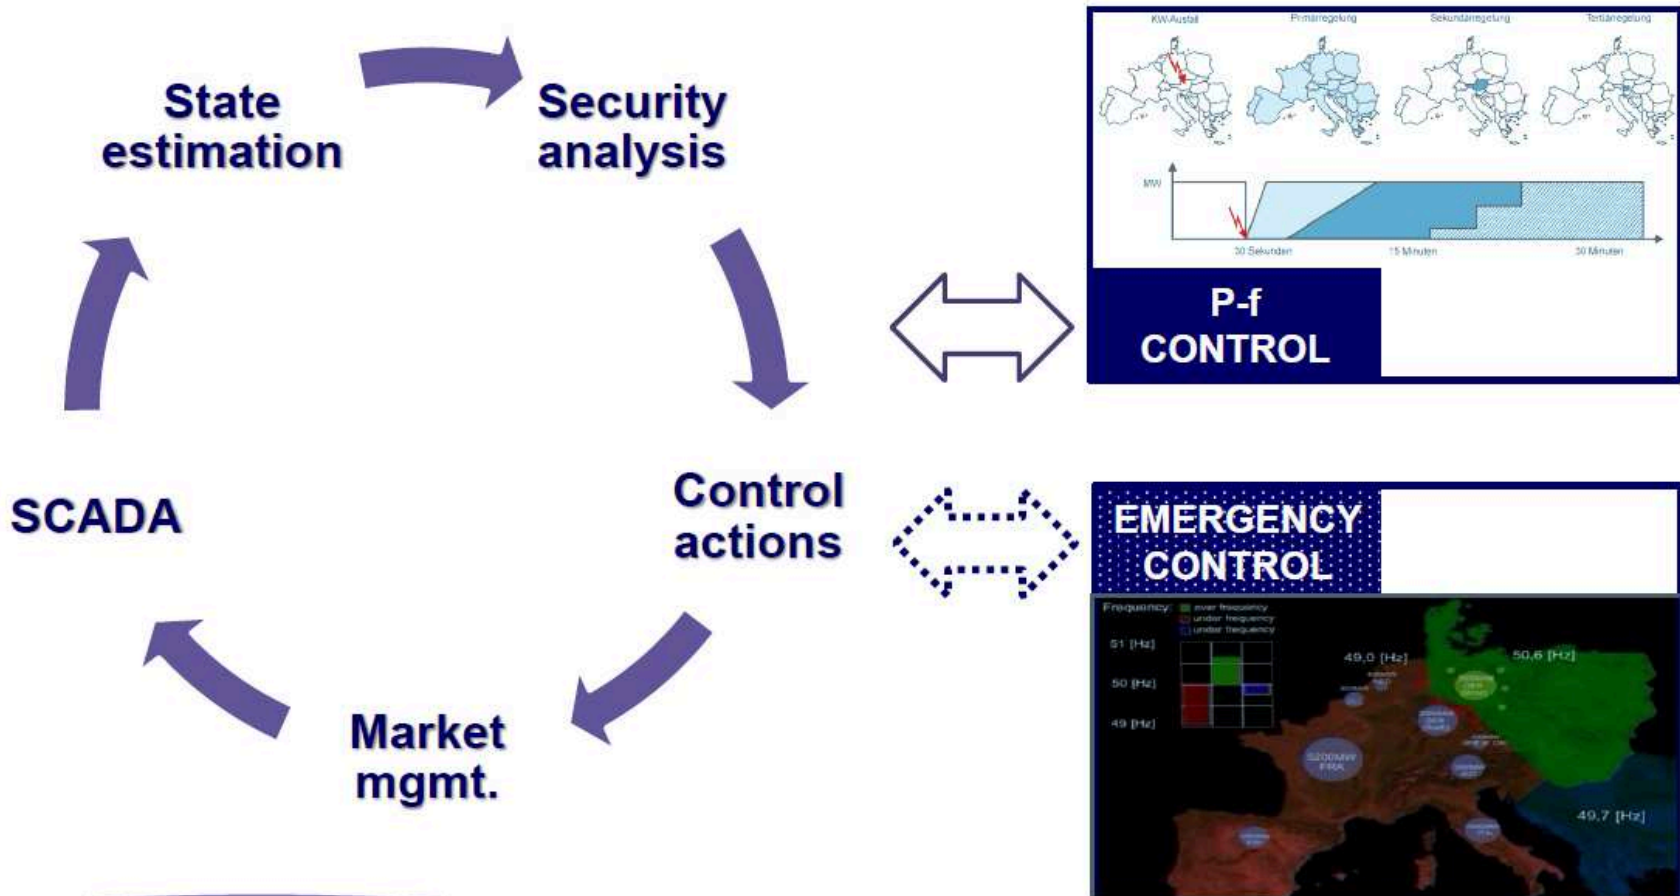 State
estimation
Security
analysis
Control
actions
Market
mgmt.
SCADA
KW-Ausfall
Primärregelung
Sekundärregelung
Tertiärregelung
MW
30 Sekunden
15 Minuten
30 Minuten
P-f
CONTROL
EMERGENCY
CONTROL
Frequency:
over frequency
under frequency
under frequency
51 [Hz]
50 [Hz]
49 [Hz]
49,0 [Hz]
50,6 [Hz]
5200MW
FRA
49,7 [Hz]